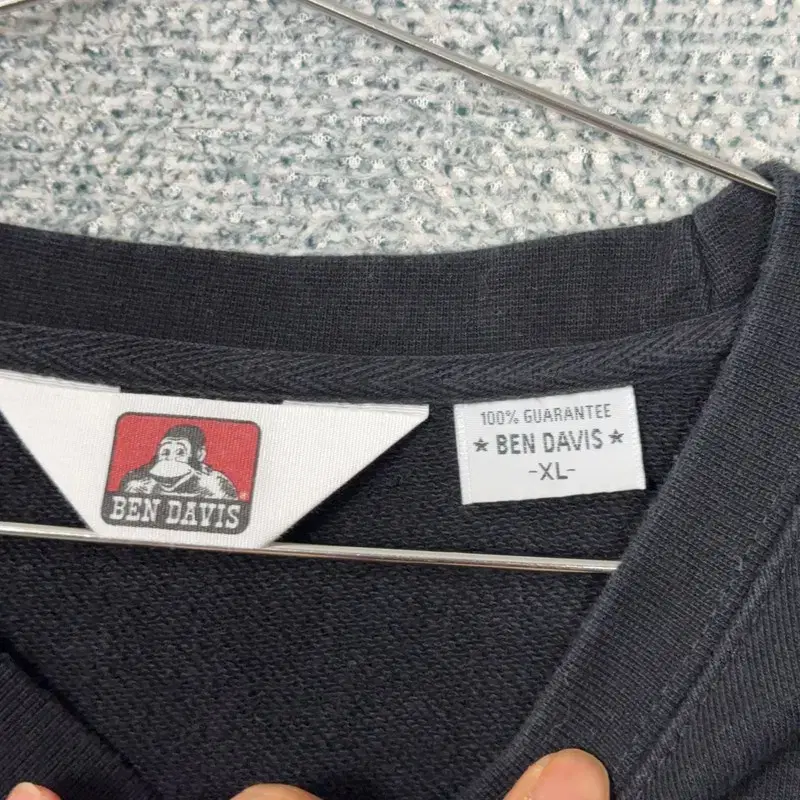 BEN DAVIS
®
100% GUARANTEE
★ BEN DAVIS ★
-XL-